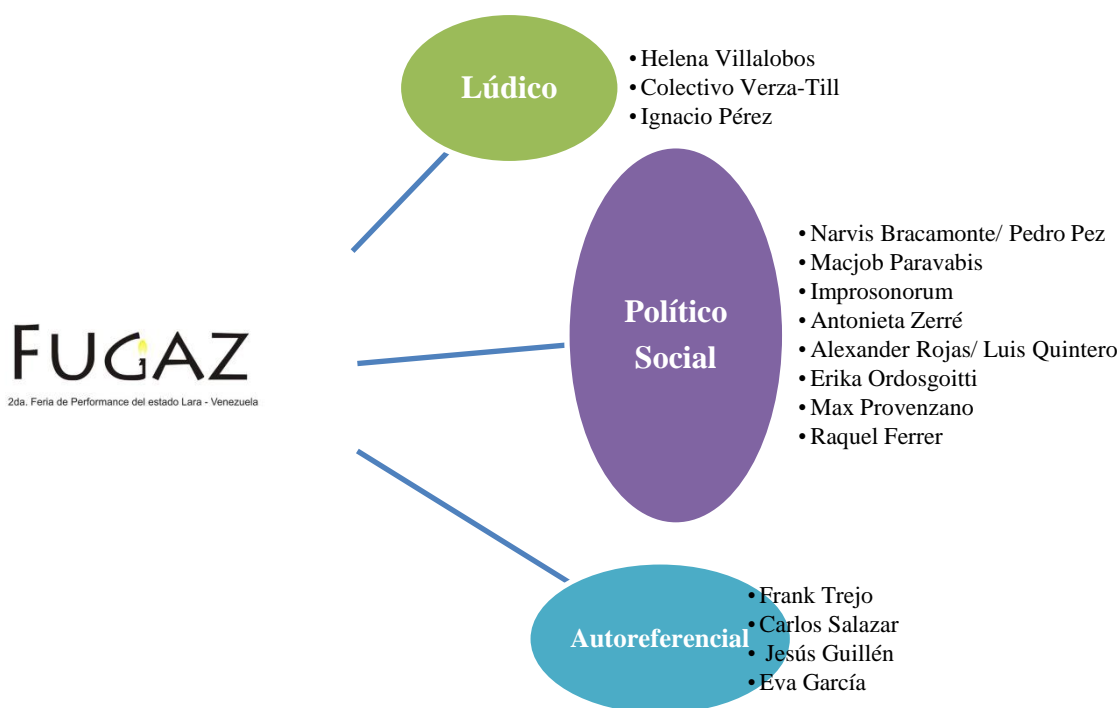 Lúdico
• Helena Villalobos
• Colectivo Verza-Till
• Ignacio Pérez
FUGAZ
2da. Feria de Performance del estado Lara - Venezuela
Político
Social
• Narvis Bracamonte/ Pedro Pez
• Macjob Paravabis
• Improsonorum
• Antonieta Zerré
• Alexander Rojas/ Luis Quintero
• Erika Ordosgoitti
• Max Provenzano
• Raquel Ferrer
Autoreferencial
• Frank Trejo
• Carlos Salazar
• Jesús Guillén
• Eva García